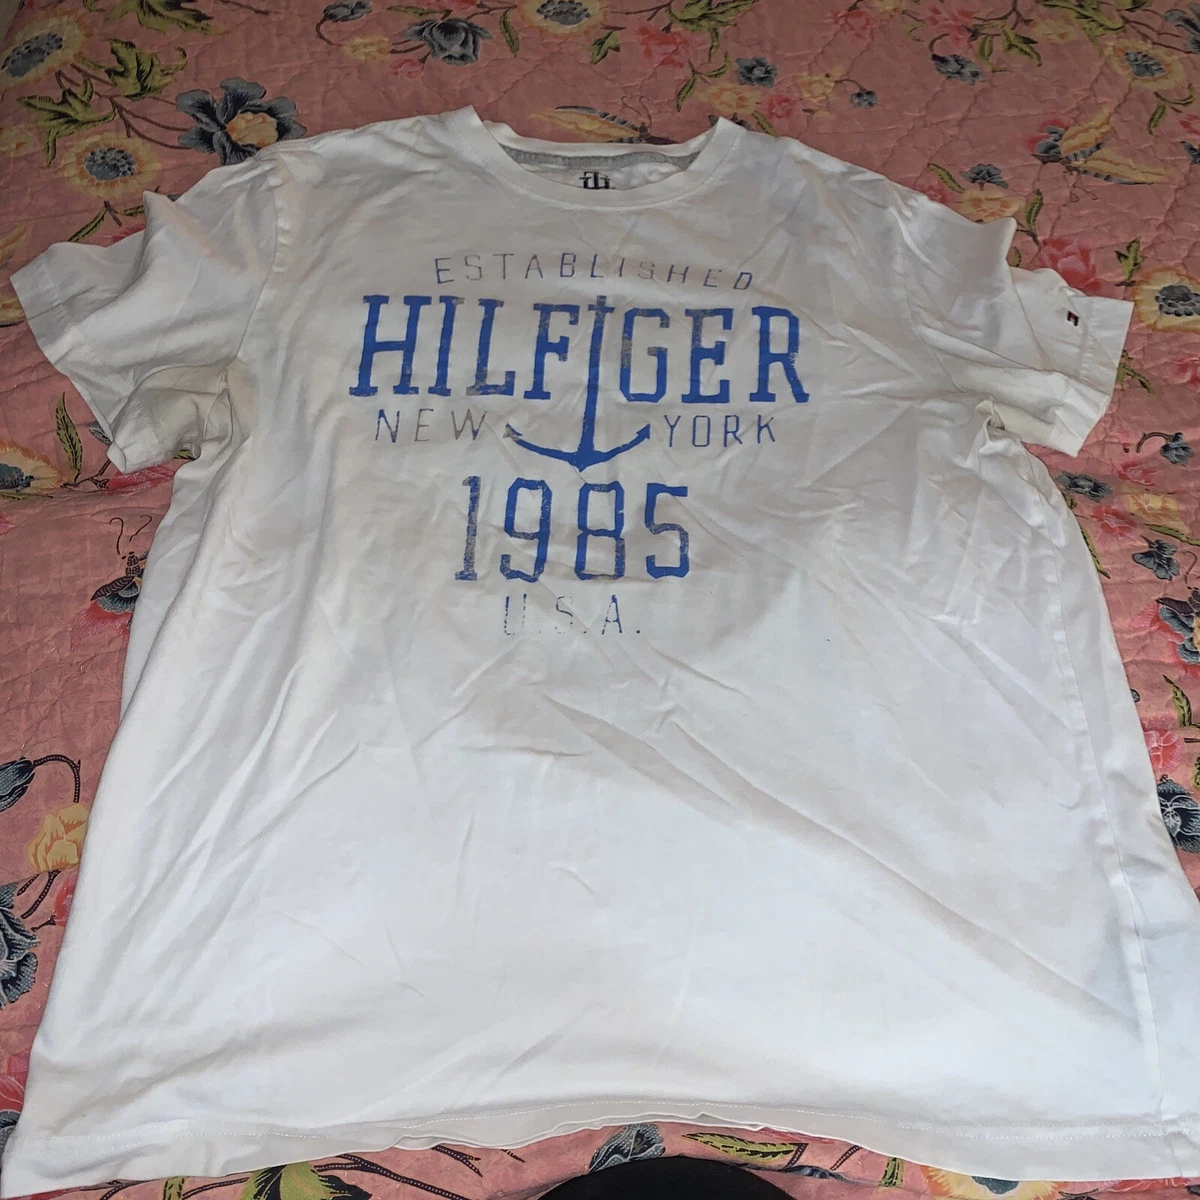 ESTABLISHED
HILFIGER
NEW YORK
1985
U.S.A.